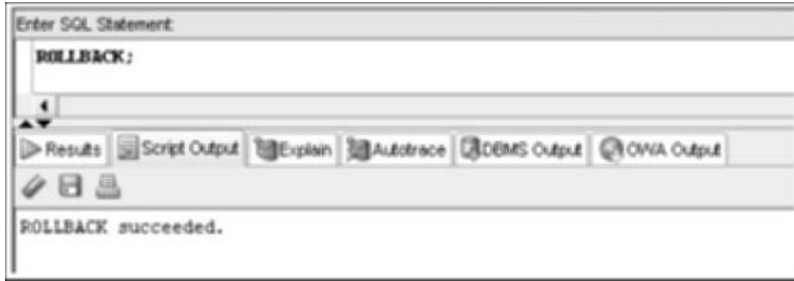 Enter SQL Statement:
ROLLBACK;
Results Script Output Explain Autotrace DBMS Output OWA Output
ROLLBACK succeeded.